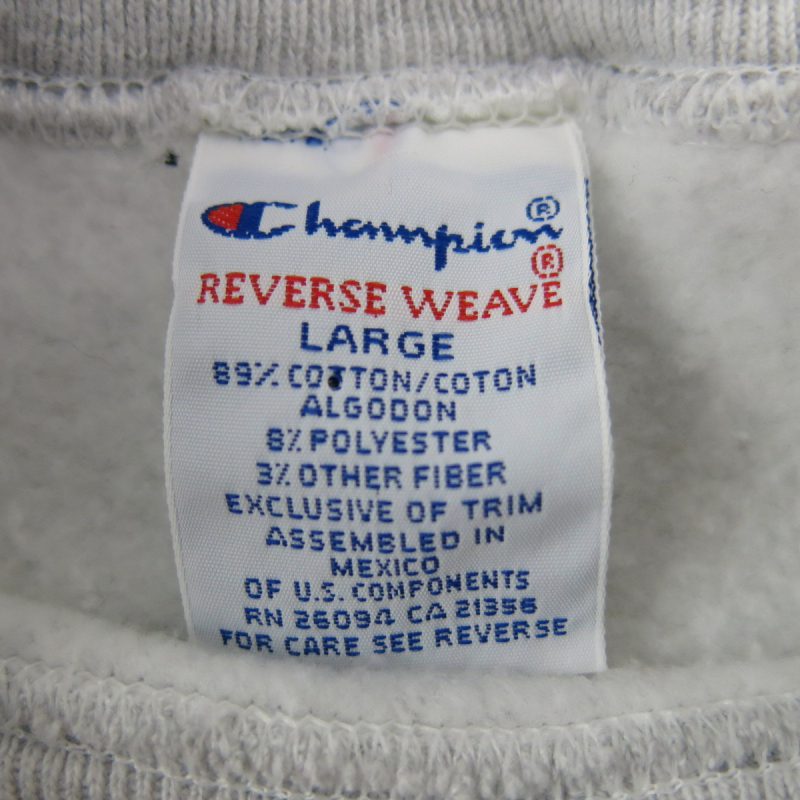 Champion®
REVERSE WEAVE®
LARGE
89% COTTON/COTON
ALGODON
8% POLYESTER
3% OTHER FIBER
EXCLUSIVE OF TRIM
ASSEMBLED IN
MEXICO
OF U.S. COMPONENTS
RN 26094 CA 21356
FOR CARE SEE REVERSE